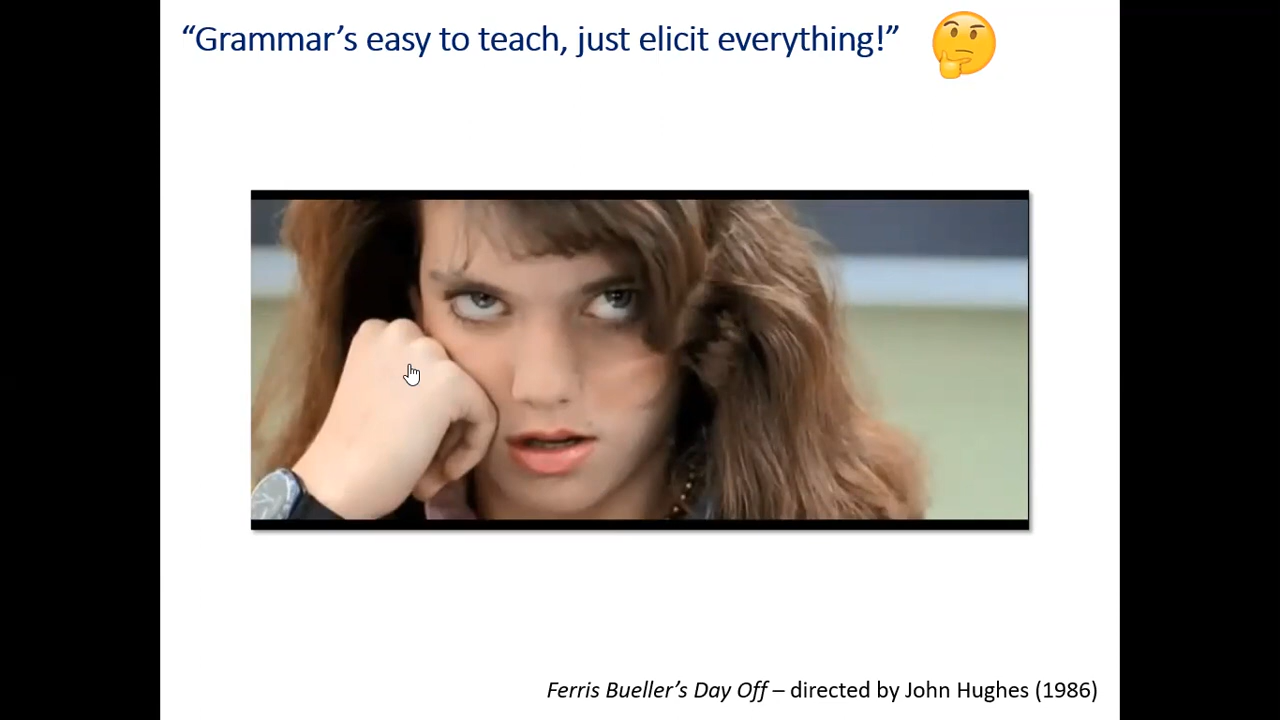 “Grammar’s easy to teach, just elicit everything!”
Ferris Bueller’s Day Off – directed by John Hughes (1986)